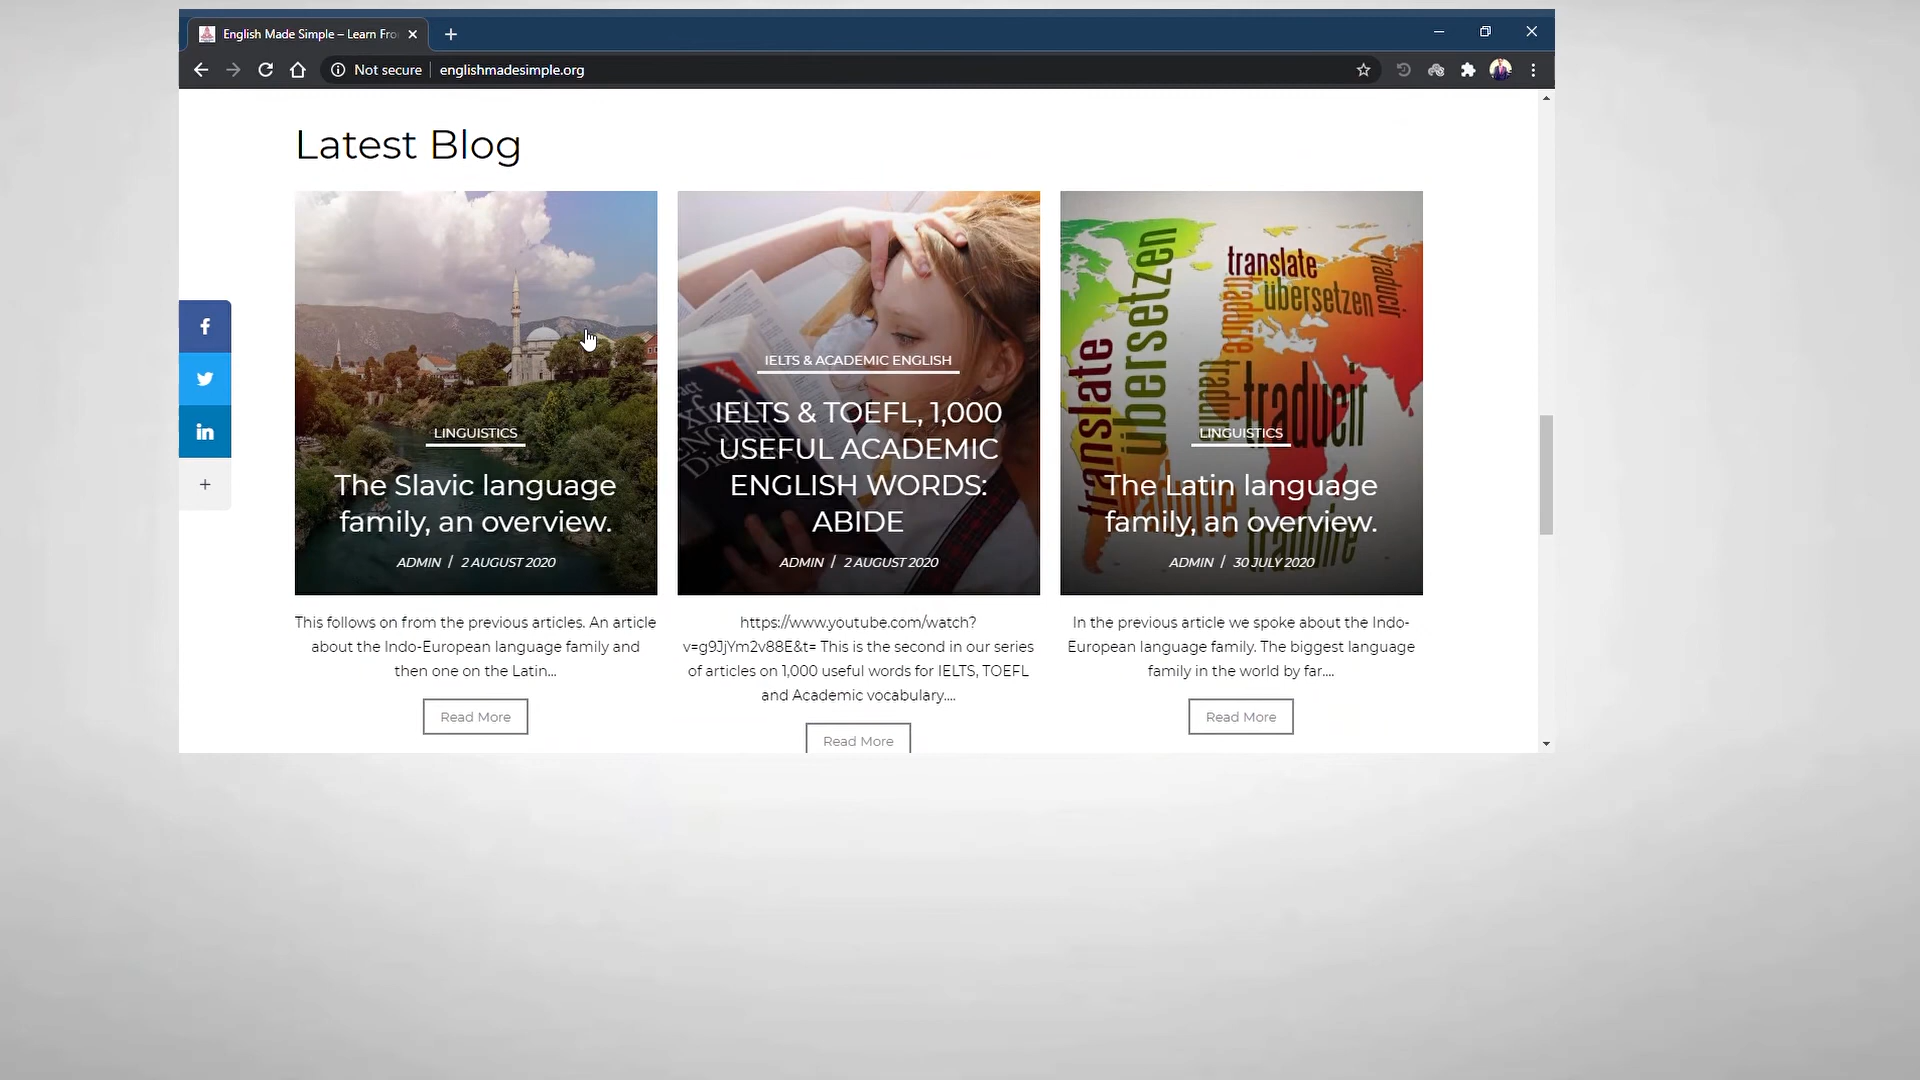 English Made Simple – Learn Fro
Not secure
englishmadesimple.org
Latest Blog
LINGUISTICS
The Slavic language
family, an overview.
ADMIN / 2 AUGUST 2020
This follows on from the previous articles. An article
about the Indo-European language family and
then one on the Latin...
Read More
IELTS & ACADEMIC ENGLISH
IELTS & TOEFL, 1,000
USEFUL ACADEMIC
ENGLISH WORDS:
ABIDE
ADMIN / 2 AUGUST 2020
https://www.youtube.com/watch?
v=g9JjYm2v88E&t= This is the second in our series
of articles on 1,000 useful words for IELTS, TOEFL
and Academic vocabulary....
Read More
translate
übersetzen
traduire
traducir
translate
übersetzen
traducir
LINGUISTICS
The Latin language
family, an overview.
ADMIN / 30 JULY 2020
In the previous article we spoke about the Indo-
European language family. The biggest language
family in the world by far....
Read More